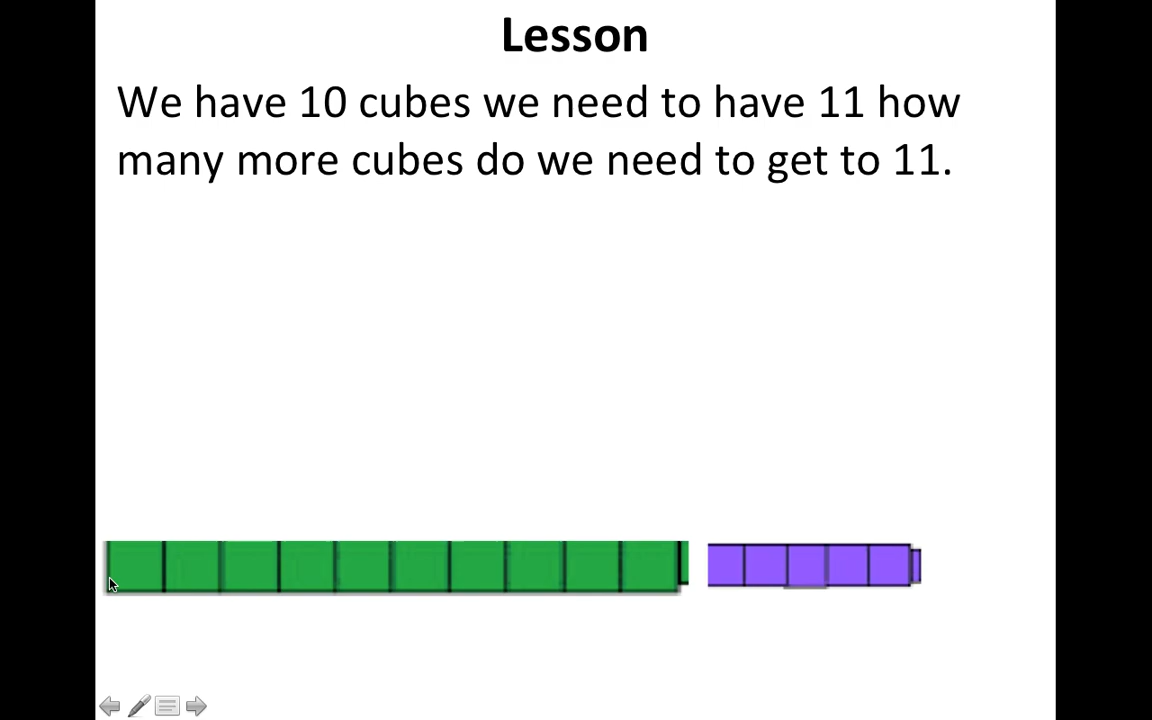 Lesson
We have 10 cubes we need to have 11 how
many more cubes do we need to get to 11.